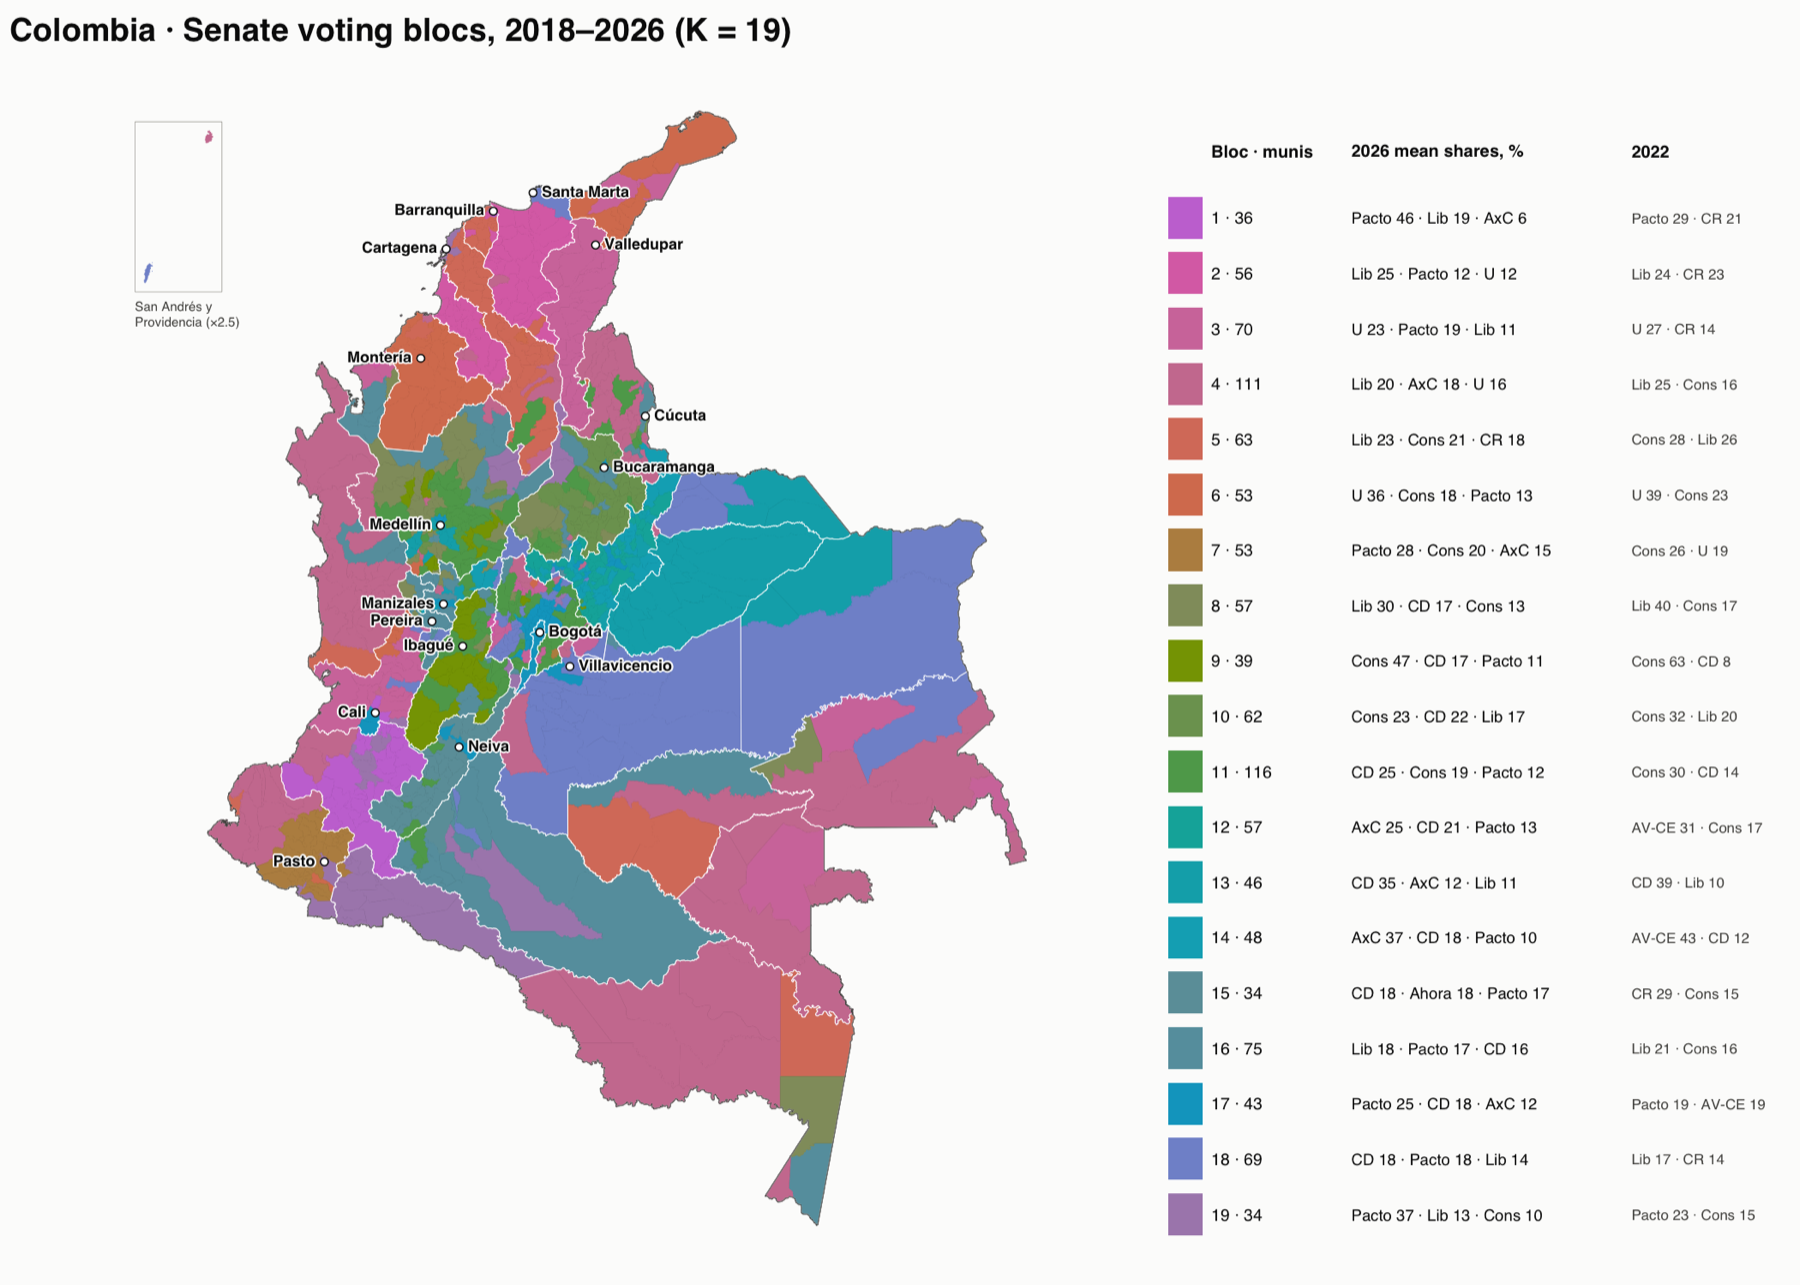 Colombia · Senate voting blocs, 2018–2026 (K = 19)
San Andrés y
Providencia (×2.5)
Santa Marta
Barranquilla
Cartagena
Valledupar
Montería
Cúcuta
Bucaramanga
Medellín
Manizales
Pereira
Bogotá
Ibagué
Villavicencio
Cali
Neiva
Pasto
Bloc · munis 2026 mean shares, % 2022
1 · 36 Pacto 46 · Lib 19 · AxC 6 Pacto 29 · CR 21
2 · 56 Lib 25 · Pacto 12 · U 12 Lib 24 · CR 23
3 · 70 U 23 · Pacto 19 · Lib 11 U 27 · CR 14
4 · 111 Lib 20 · AxC 18 · U 16 Lib 25 · Cons 16
5 · 63 Lib 23 · Cons 21 · CR 18 Cons 28 · Lib 26
6 · 53 U 36 · Cons 18 · Pacto 13 U 39 · Cons 23
7 · 53 Pacto 28 · Cons 20 · AxC 15 Cons 26 · U 19
8 · 57 Lib 30 · CD 17 · Cons 13 Lib 40 · Cons 17
9 · 39 Cons 47 · CD 17 · Pacto 11 Cons 63 · CD 8
10 · 62 Cons 23 · CD 22 · Lib 17 Cons 32 · Lib 20
11 · 116 CD 25 · Cons 19 · Pacto 12 Cons 30 · CD 14
12 · 57 AxC 25 · CD 21 · Pacto 13 AV-CE 31 · Cons 17
13 · 46 CD 35 · AxC 12 · Lib 11 CD 39 · Lib 10
14 · 48 AxC 37 · CD 18 · Pacto 10 AV-CE 43 · CD 12
15 · 34 CD 18 · Ahora 18 · Pacto 17 CR 29 · Cons 15
16 · 75 Lib 18 · Pacto 17 · CD 16 Lib 21 · Cons 16
17 · 43 Pacto 25 · CD 18 · AxC 12 Pacto 19 · AV-CE 19
18 · 69 CD 18 · Pacto 18 · Lib 14 Lib 17 · CR 14
19 · 34 Pacto 37 · Lib 13 · Cons 10 Pacto 23 · Cons 15